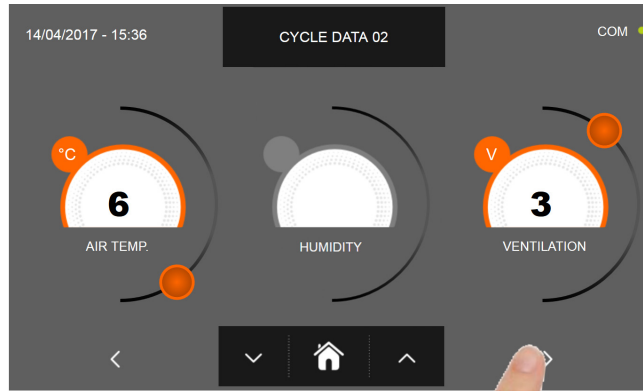 14/04/2017 - 15:36
CYCLE DATA 02
COM
°C
V
6
3
AIR TEMP.
HUMIDITY
VENTILATION